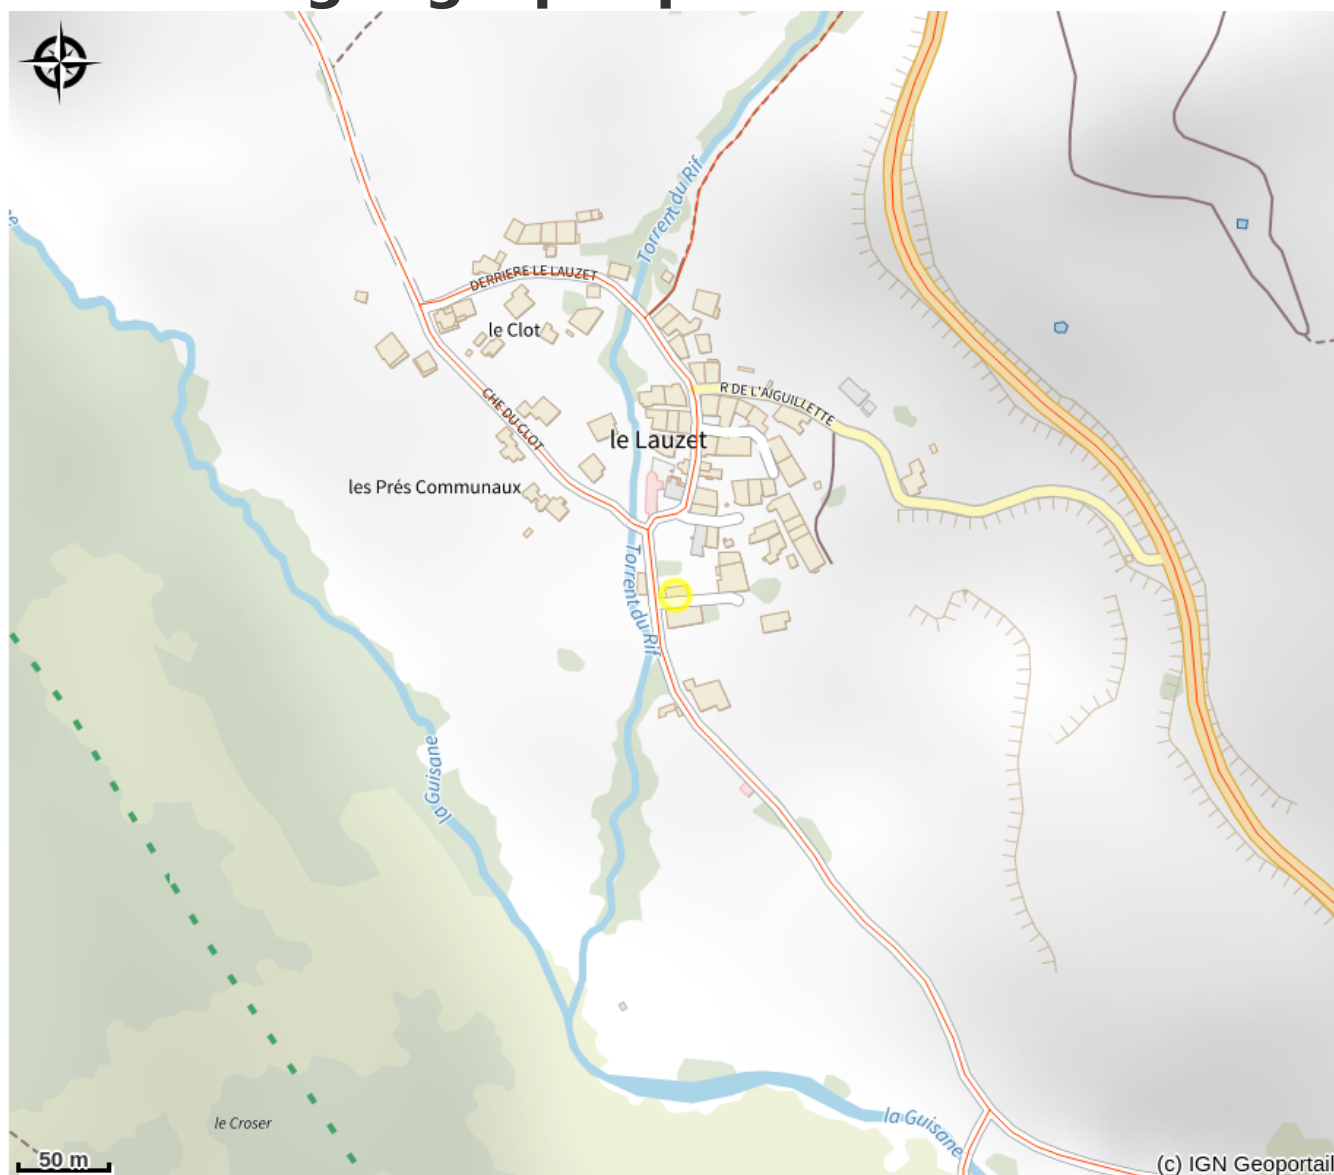 Torrent du Rif
DERRIERE LE LAUZET
le Clot
R DE L'AIGUILLETTE
CHE DU CLOT
le Lauzet
les Prés Communaux
Torrent du Rif
la Guisane
la Guisane
le Croser
50 m
(c) IGN Geoportail